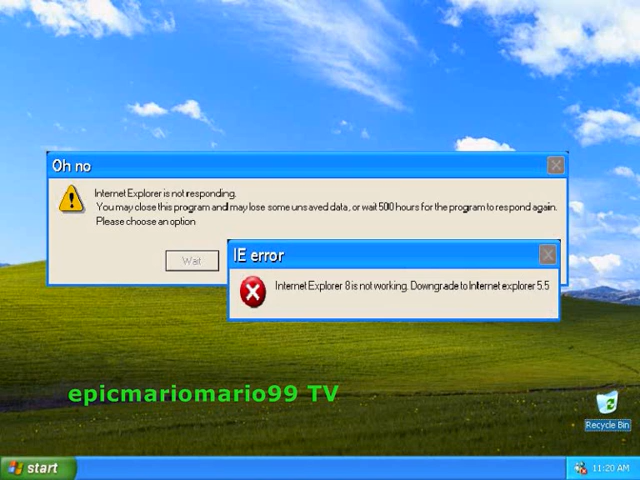 Oh no
Internet Explorer is not responding.
You may close this program and may lose some unsaved data, or wait 500 hours for the program to respond again.
Please choose an option
Wait
IE error
Internet Explorer 8 is not working. Downgrade to Internet explorer 5.5
epicmariomario99 TV
Recycle Bin
start
11:20 AM